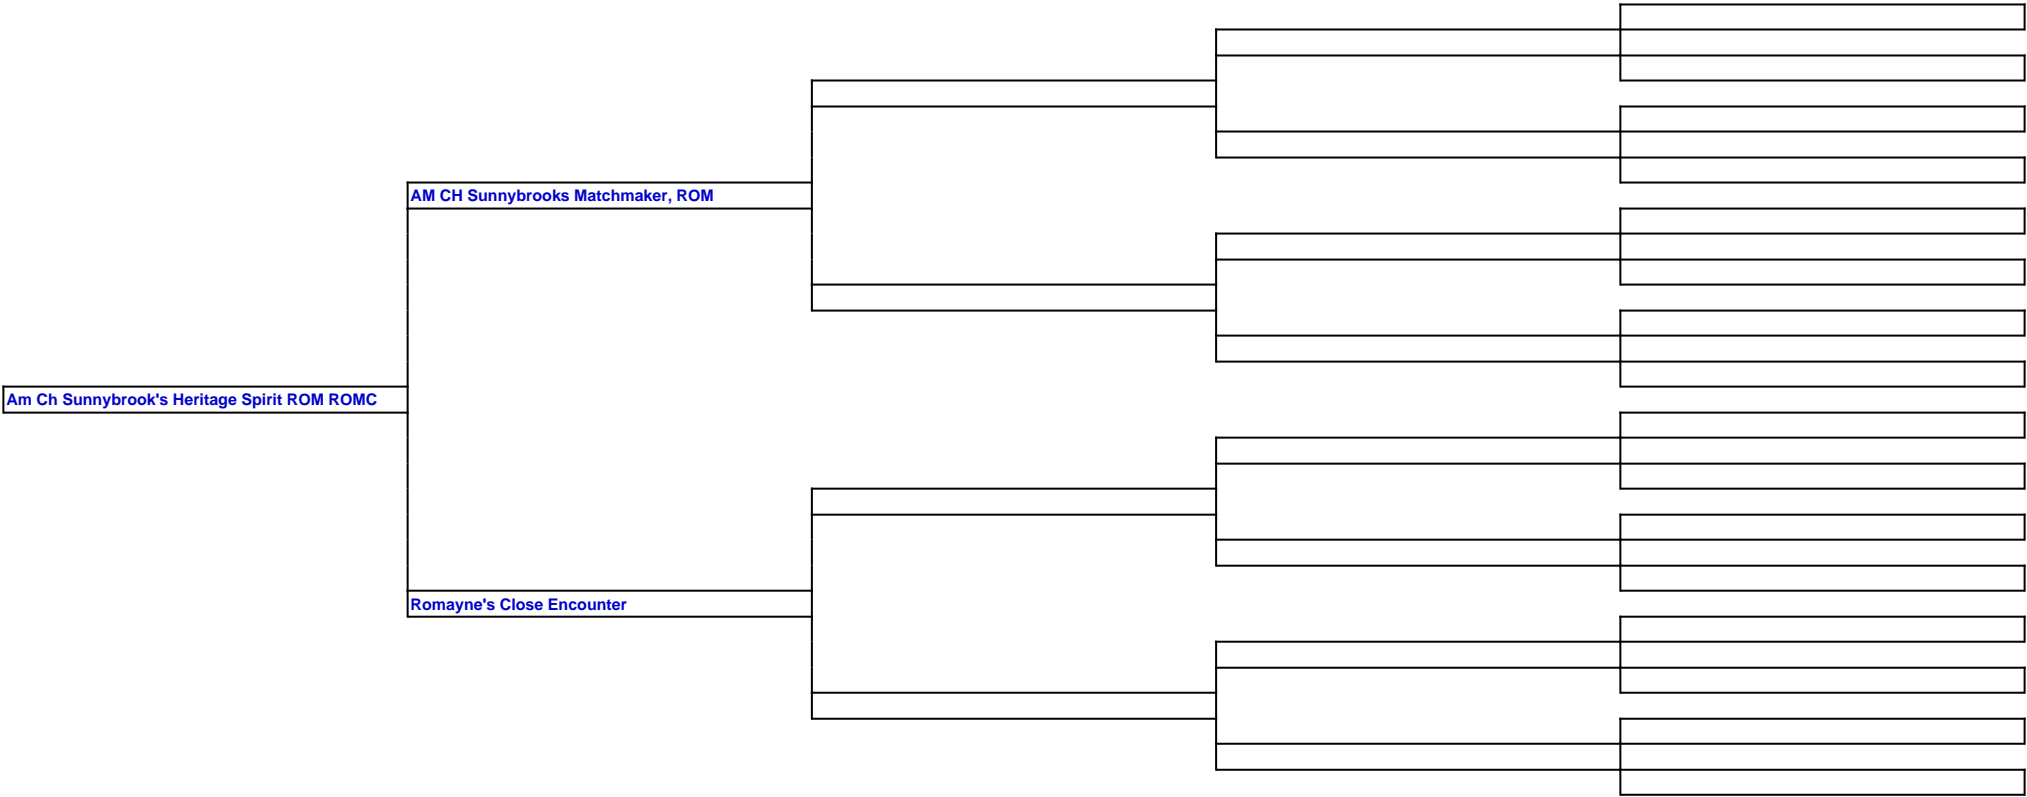 AM CH Sunnybrooks Matchmaker, ROM
Am Ch Sunnybrook's Heritage Spirit ROM ROMC
Romayne's Close Encounter